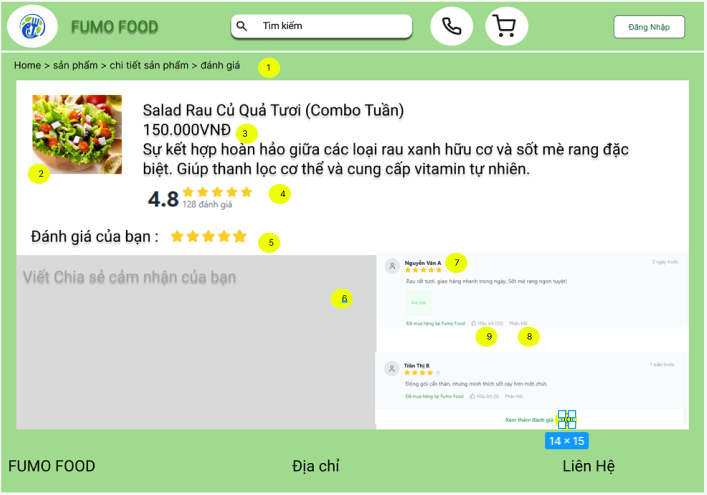 FUMO FOOD
Tìm kiếm
Đăng Nhập
Home > sản phẩm > chi tiết sản phẩm > đánh giá
1
Salad Rau Củ Quả Tươi (Combo Tuần)
150.000VNĐ
3
Sự kết hợp hoàn hảo giữa các loại rau xanh hữu cơ và sốt mè rang đặc
biệt. Giúp thanh lọc cơ thể và cung cấp vitamin tự nhiên.
2
4.8
128 đánh giá
4
Đánh giá của bạn :
5
Viết Chia sẻ cảm nhận của bạn
6
Nguyễn Văn A
7
2 ngày trước
Rau rất tươi, giao hàng nhanh trong ngày. Sốt mè rang ngon tuyệt!
Đã mua hàng tại Fumo Food
Hữu ích (12)
Phản hồi
9
8
Trần Thị B
1 tuần trước
Đóng gói cẩn thận, nhưng mình thích sốt cay hơn một chút.
Đã mua hàng tại Fumo Food
Hữu ích (5)
Phản hồi
Xem thêm đánh giá
14 × 15
FUMO FOOD
Địa chỉ
Liên Hệ